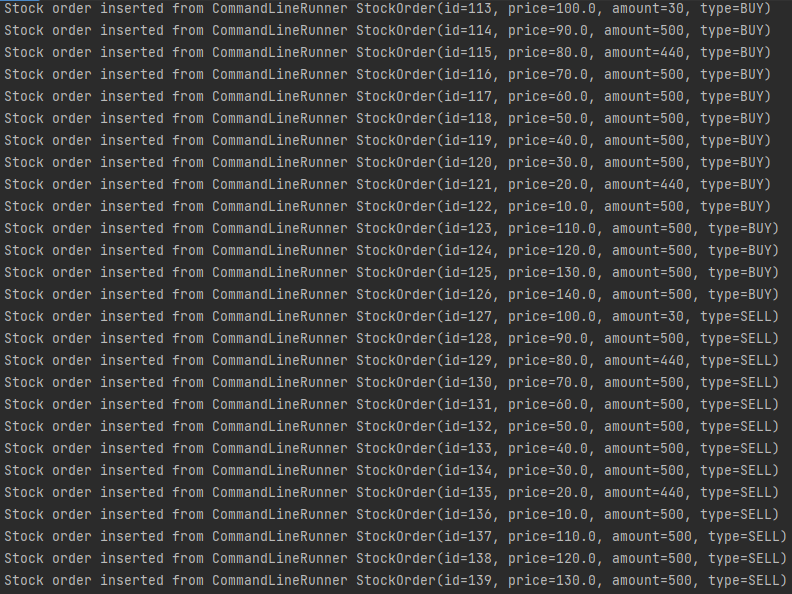 Stock order inserted from CommandLineRunner StockOrder(id=113, price=100.0, amount=30, type=BUY)
Stock order inserted from CommandLineRunner StockOrder(id=114, price=90.0, amount=500, type=BUY)
Stock order inserted from CommandLineRunner StockOrder(id=115, price=80.0, amount=440, type=BUY)
Stock order inserted from CommandLineRunner StockOrder(id=116, price=70.0, amount=500, type=BUY)
Stock order inserted from CommandLineRunner StockOrder(id=117, price=60.0, amount=500, type=BUY)
Stock order inserted from CommandLineRunner StockOrder(id=118, price=50.0, amount=500, type=BUY)
Stock order inserted from CommandLineRunner StockOrder(id=119, price=40.0, amount=500, type=BUY)
Stock order inserted from CommandLineRunner StockOrder(id=120, price=30.0, amount=500, type=BUY)
Stock order inserted from CommandLineRunner StockOrder(id=121, price=20.0, amount=440, type=BUY)
Stock order inserted from CommandLineRunner StockOrder(id=122, price=10.0, amount=500, type=BUY)
Stock order inserted from CommandLineRunner StockOrder(id=123, price=110.0, amount=500, type=BUY)
Stock order inserted from CommandLineRunner StockOrder(id=124, price=120.0, amount=500, type=BUY)
Stock order inserted from CommandLineRunner StockOrder(id=125, price=130.0, amount=500, type=BUY)
Stock order inserted from CommandLineRunner StockOrder(id=126, price=140.0, amount=500, type=BUY)
Stock order inserted from CommandLineRunner StockOrder(id=127, price=100.0, amount=30, type=SELL)
Stock order inserted from CommandLineRunner StockOrder(id=128, price=90.0, amount=500, type=SELL)
Stock order inserted from CommandLineRunner StockOrder(id=129, price=80.0, amount=440, type=SELL)
Stock order inserted from CommandLineRunner StockOrder(id=130, price=70.0, amount=500, type=SELL)
Stock order inserted from CommandLineRunner StockOrder(id=131, price=60.0, amount=500, type=SELL)
Stock order inserted from CommandLineRunner StockOrder(id=132, price=50.0, amount=500, type=SELL)
Stock order inserted from CommandLineRunner StockOrder(id=133, price=40.0, amount=500, type=SELL)
Stock order inserted from CommandLineRunner StockOrder(id=134, price=30.0, amount=500, type=SELL)
Stock order inserted from CommandLineRunner StockOrder(id=135, price=20.0, amount=440, type=SELL)
Stock order inserted from CommandLineRunner StockOrder(id=136, price=10.0, amount=500, type=SELL)
Stock order inserted from CommandLineRunner StockOrder(id=137, price=110.0, amount=500, type=SELL)
Stock order inserted from CommandLineRunner StockOrder(id=138, price=120.0, amount=500, type=SELL)
Stock order inserted from CommandLineRunner StockOrder(id=139, price=130.0, amount=500, type=SELL)